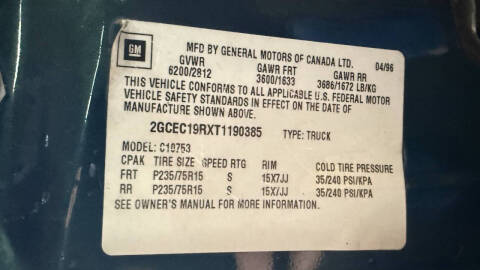 GM
MFD BY GENERAL MOTORS OF CANADA LTD. 04/96
GVWR GAWR FRT GAWR RR
6200/2812 3600/1633 3686/1672 LB/KG
THIS VEHICLE CONFORMS TO ALL APPLICABLE U.S. FEDERAL MOTOR
VEHICLE SAFETY STANDARDS IN EFFECT ON THE DATE OF
MANUFACTURE SHOWN ABOVE.
2GCEC19RXT1190385 TYPE: TRUCK
MODEL: C10753
CPAK TIRE SIZE SPEED RTG RIM COLD TIRE PRESSURE
FRT P235/75R15 S 15X7JJ 35/240 PSI/KPA
RR P235/75R15 S 15X7JJ 35/240 PSI/KPA
SEE OWNER'S MANUAL FOR MORE INFORMATION.